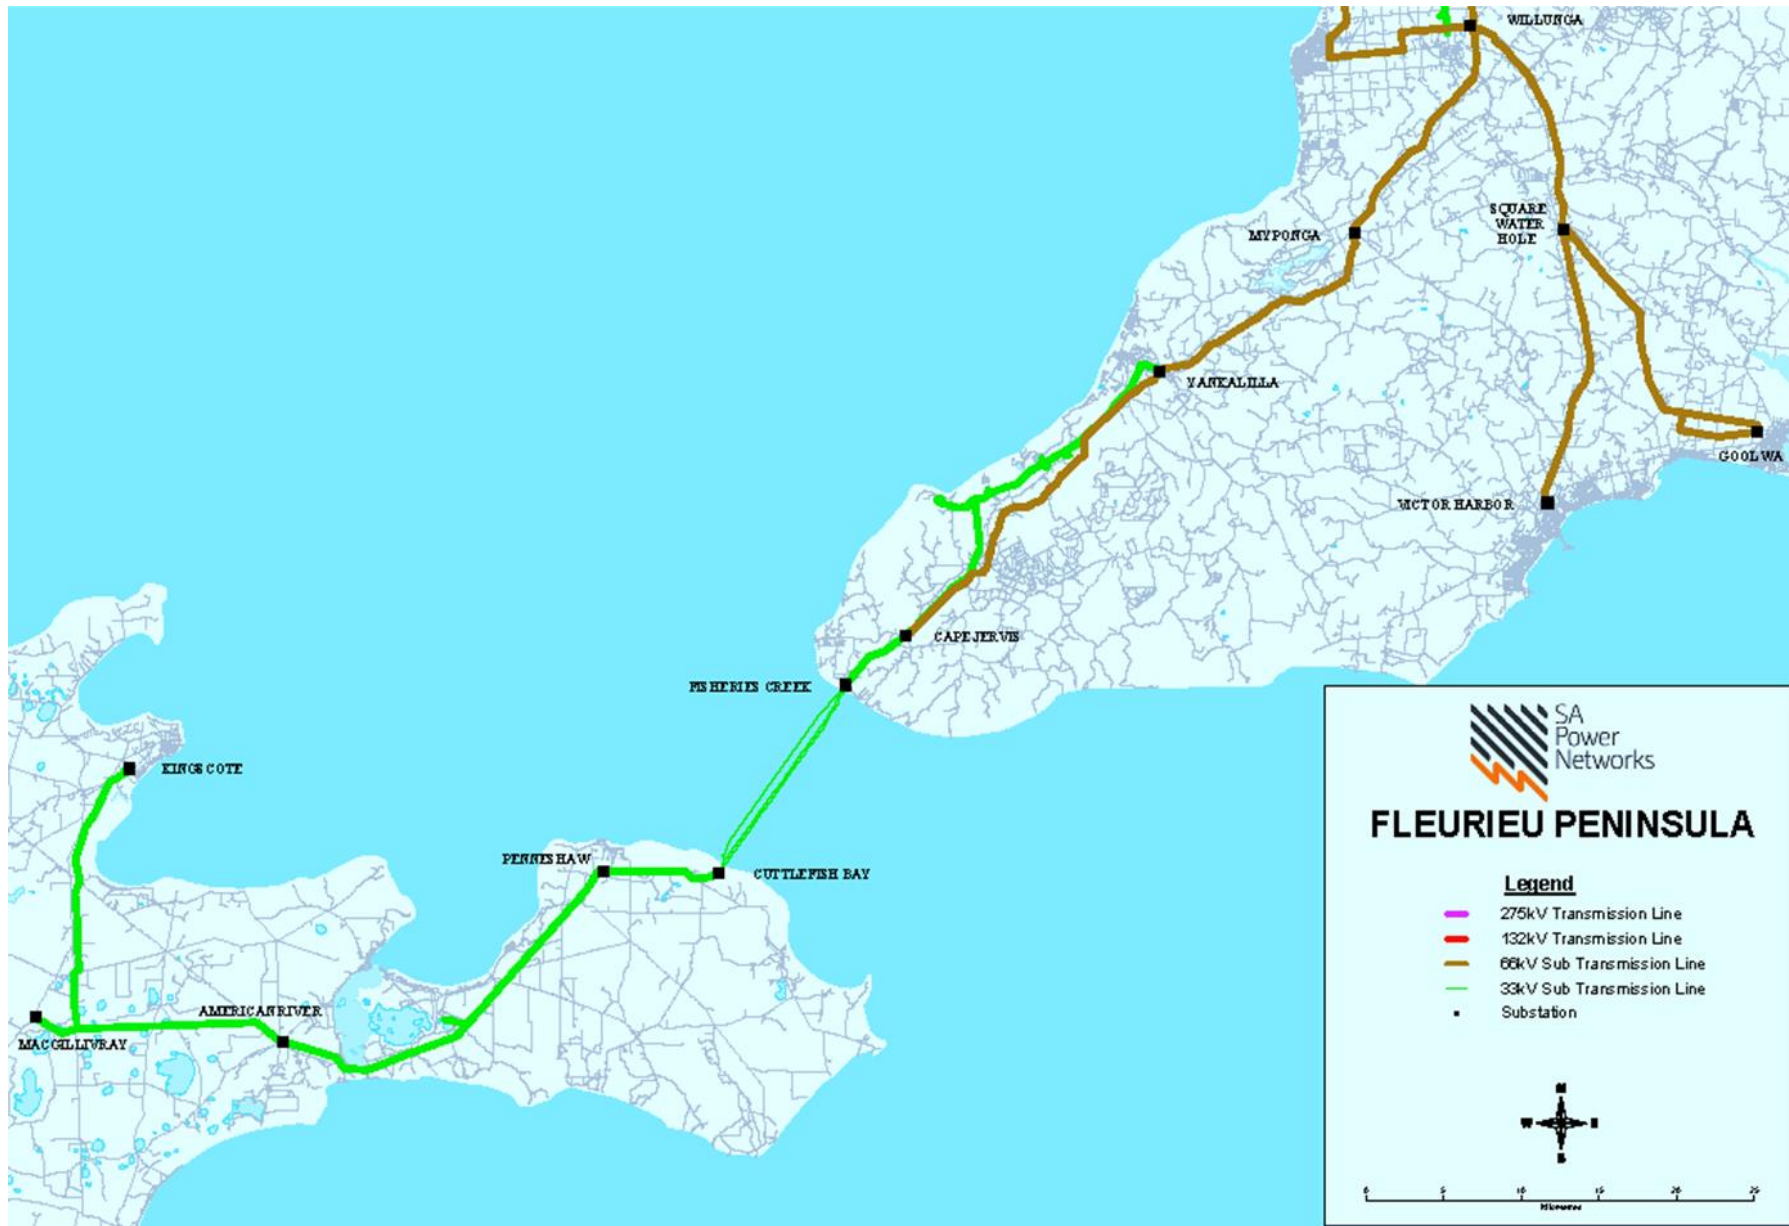 WILLUNGA
SQUARE
WATER
HOLE
MYPONGA
YANKALILLA
GOOLWA
VICTOR HARBOR
CAPE JERVIS
FISHERIES CREEK
KINGSCOTE
PENNESHAW
CUTTLEFISH BAY
AMERICAN RIVER
MACGILLIVRAY
SA
Power
Networks
FLEURIEU PENINSULA
Legend
275kV Transmission Line
132kV Transmission Line
66kV Sub Transmission Line
33kV Sub Transmission Line
Substation
N
W E
S
0 5 10 15 20 25
Kilometres